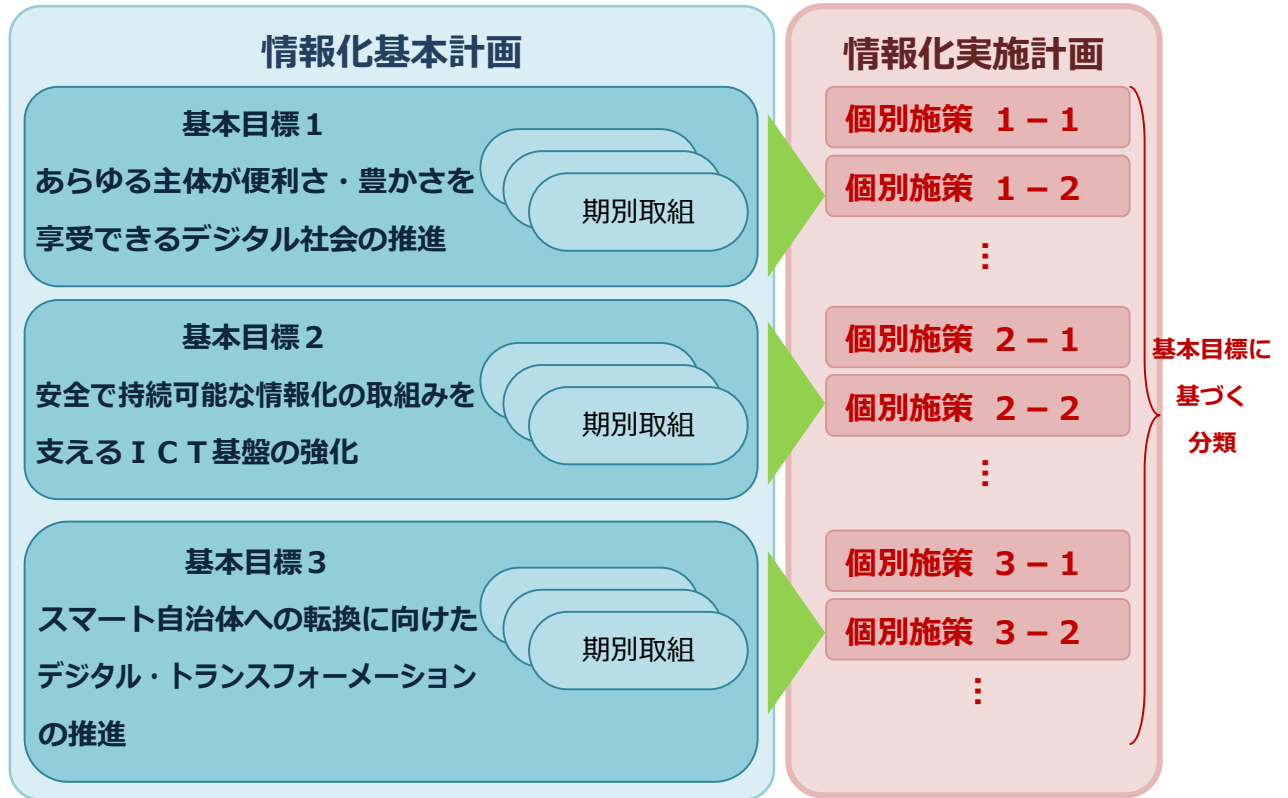 情報化基本計画
基本目標１
あらゆる主体が便利さ・豊かさを
享受できるデジタル社会の推進
期別取組
基本目標２
安全で持続可能な情報化の取組みを
支えるＩＣＴ基盤の強化
期別取組
基本目標３
スマート自治体への転換に向けた
デジタル・トランスフォーメーション
の推進
期別取組
情報化実施計画
個別施策 １－１
個別施策 １－２
⋮
個別施策 ２－１
個別施策 ２－２
⋮
個別施策 ３－１
個別施策 ３－２
⋮
基本目標に
基づく
分類